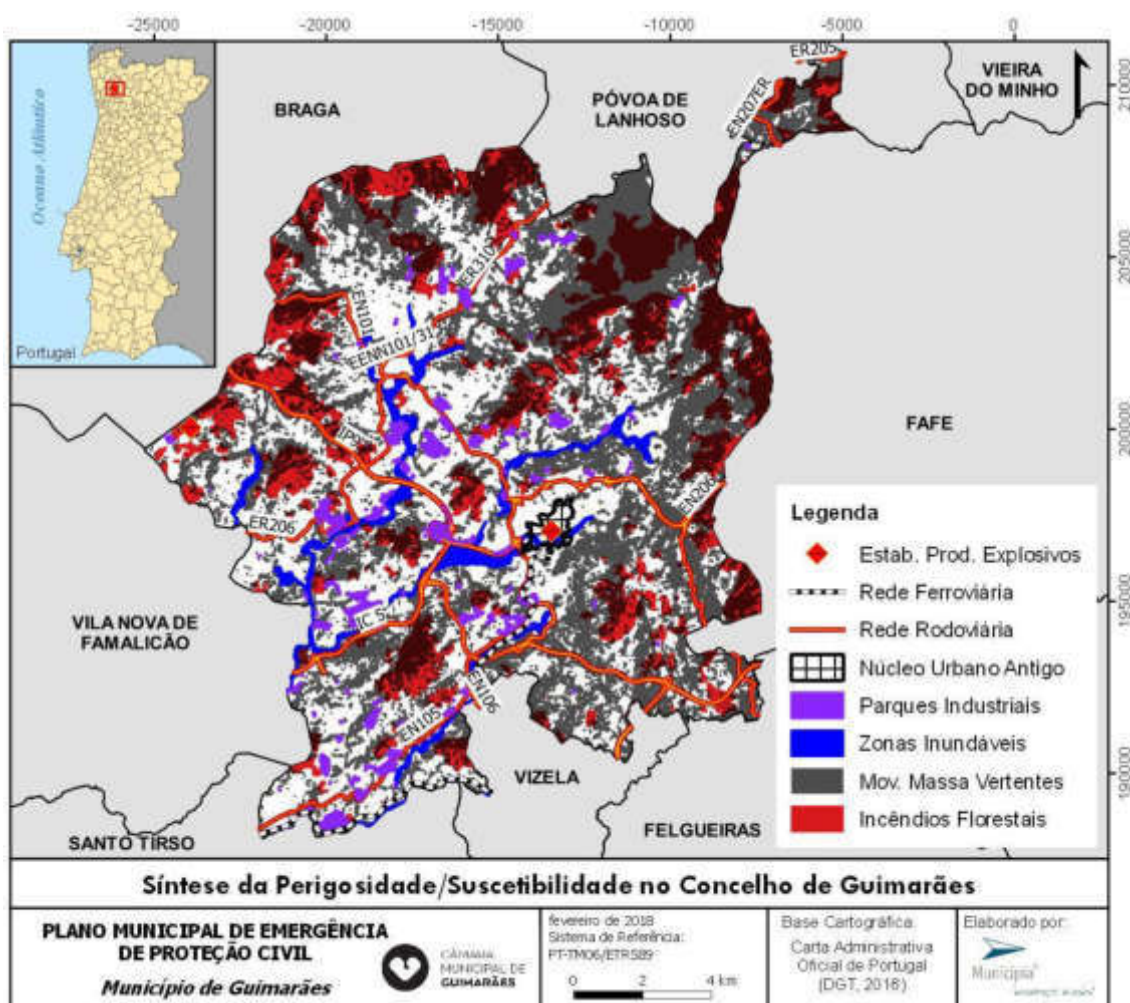 -25000
-20000
-15000
-10000
-5000
0
ER205
VIEIRA
DO MINHO
210000
BRAGA
PÓVOA DE
LANHOSO
EN207ER
Oceano Atlântico
205000
ER310
EN101
Portugal
200000
FAFE
EN206
ER206
Legenda
Estab. Prod. Explosivos
Rede Ferroviária
195000
VILA NOVA DE
FAMALICÃO
IC 5
Rede Rodoviária
Núcleo Urbano Antigo
EN106
Parques Industriais
EN105
Zonas Inundáveis
VIZELA
190000
Mov. Massa Vertentes
Incêndios Florestais
SANTO TIRSO
FELGUEIRAS
Síntese da Perigosidade/Suscetibilidade no Concelho de Guimarães
PLANO MUNICIPAL DE EMERGÊNCIA
DE PROTEÇÃO CIVIL
Município de Guimarães
CÂMARA
MUNICIPAL DE
GUIMARÃES
fevereiro de 2018
Sistema de Referência:
PT-TM06/ETRS89
0 2 4 km
Base Cartográfica:
Carta Administrativa
Oficial de Portugal
(DGT, 2016)
Elaborado por:
Municípia